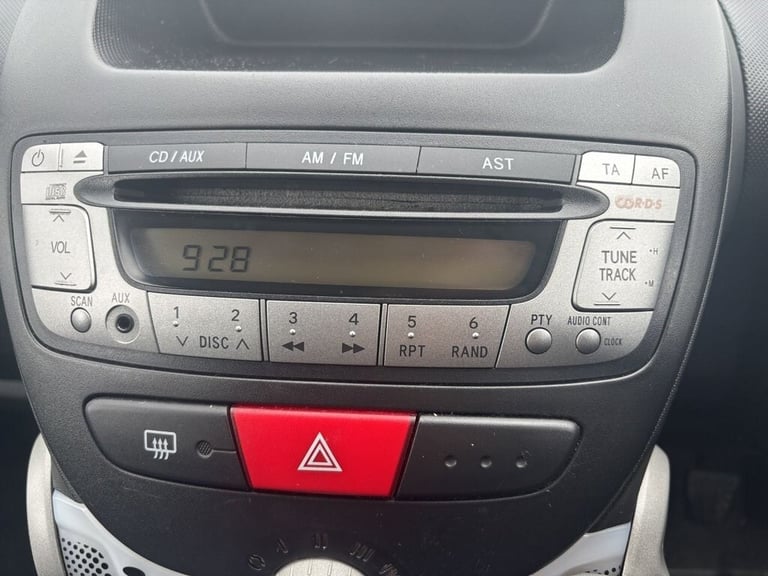 CD / AUX AM / FM AST TA AF
R·D·S
928
VOL
TUNE
TRACK
·H
·M
SCAN AUX 1 2 3 4 5 6 PTY AUDIO CONT
DISC RPT RAND CLOCK